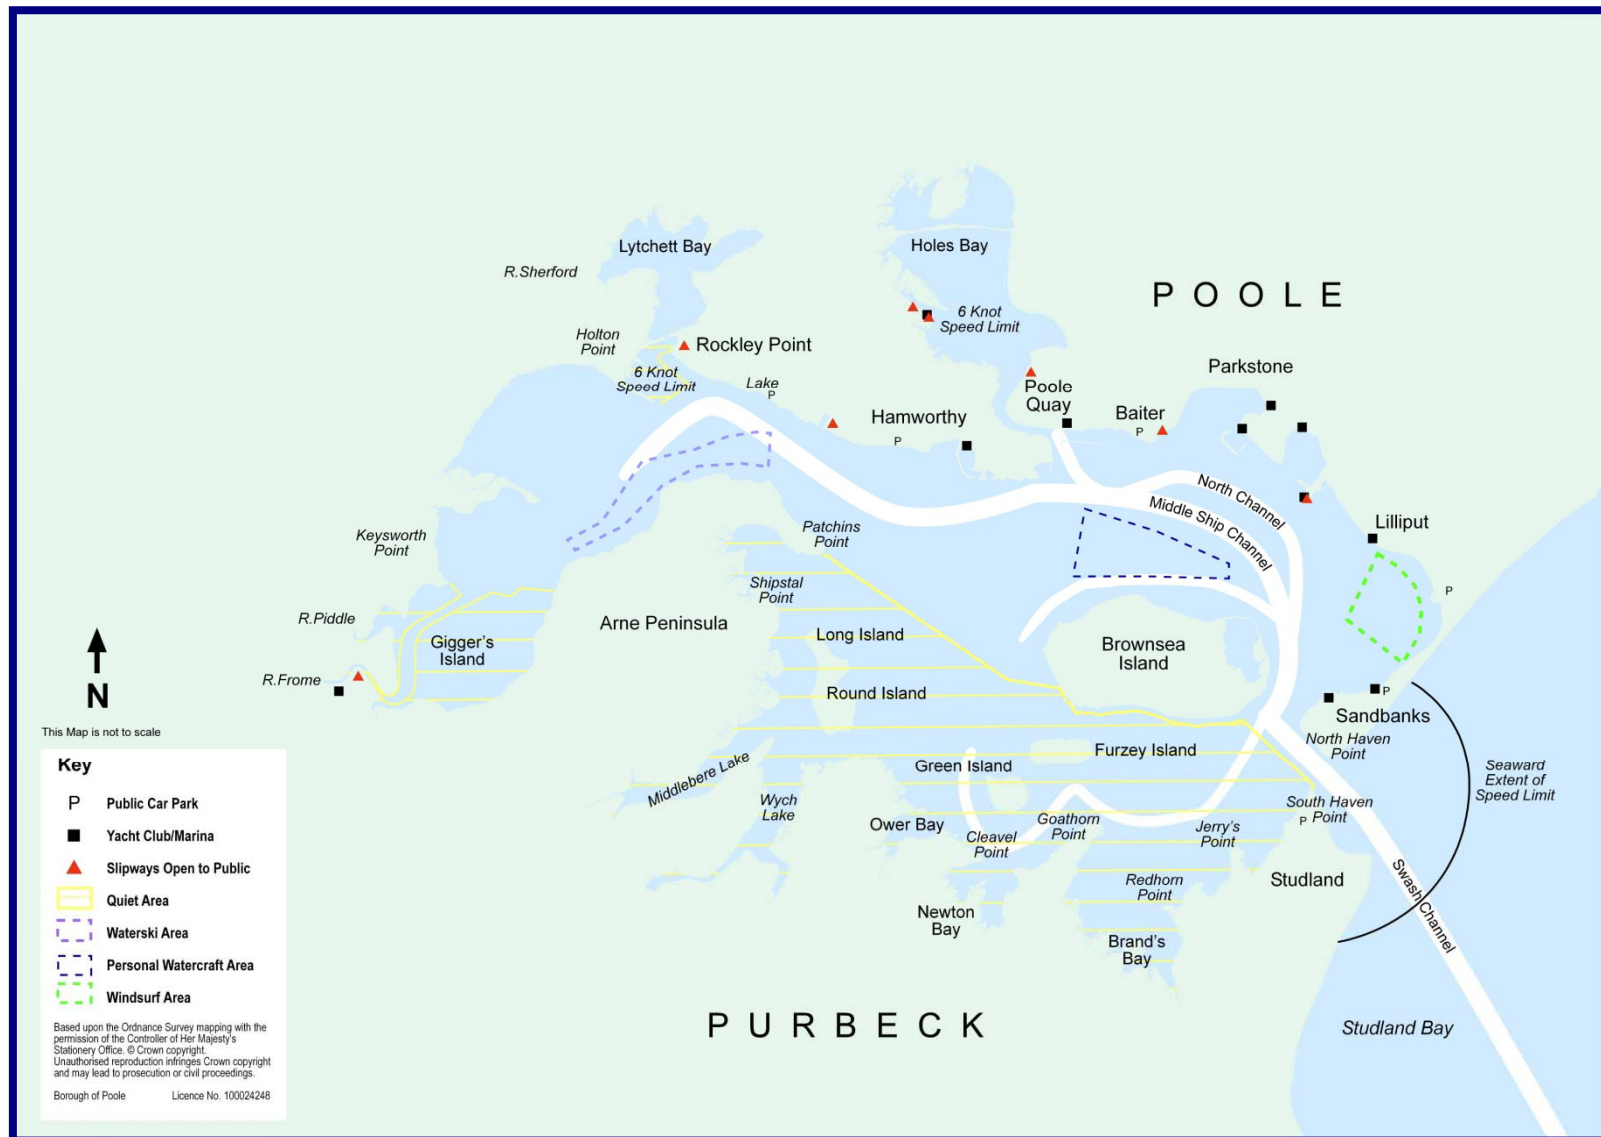 Lytchett Bay
Holes Bay
R.Sherford
POOLE
6 Knot
Speed Limit
Holton
Point
Rockley Point
6 Knot
Speed Limit
Lake
P
Poole
Quay
Parkstone
Hamworthy
P
Baiter
P
North Channel
Middle Ship Channel
Lilliput
P
Keysworth
Point
Patchins
Point
Shipstal
Point
R.Piddle
Gigger's
Island
Arne Peninsula
Long Island
Brownsea
Island
R.Frome
Round Island
P
Sandbanks
North Haven
Point
N
This Map is not to scale
Furzey Island
Green Island
Middlebere Lake
Wych
Lake
Seaward
Extent of
Speed Limit
South Haven
Point
P
Ower Bay
Cleavel
Point
Goathorn
Point
Jerry's
Point
Redhorn
Point
Studland
Swash Channel
Newton
Bay
Brand's
Bay
PURBECK
Studland Bay
Key
P Public Car Park
Yacht Club/Marina
Slipways Open to Public
Quiet Area
Waterski Area
Personal Watercraft Area
Windsurf Area
Based upon the Ordnance Survey mapping with the
permission of the Controller of Her Majesty's
Stationery Office. © Crown copyright.
Unauthorised reproduction infringes Crown copyright
and may lead to prosecution or civil proceedings.
Borough of Poole Licence No. 100024248